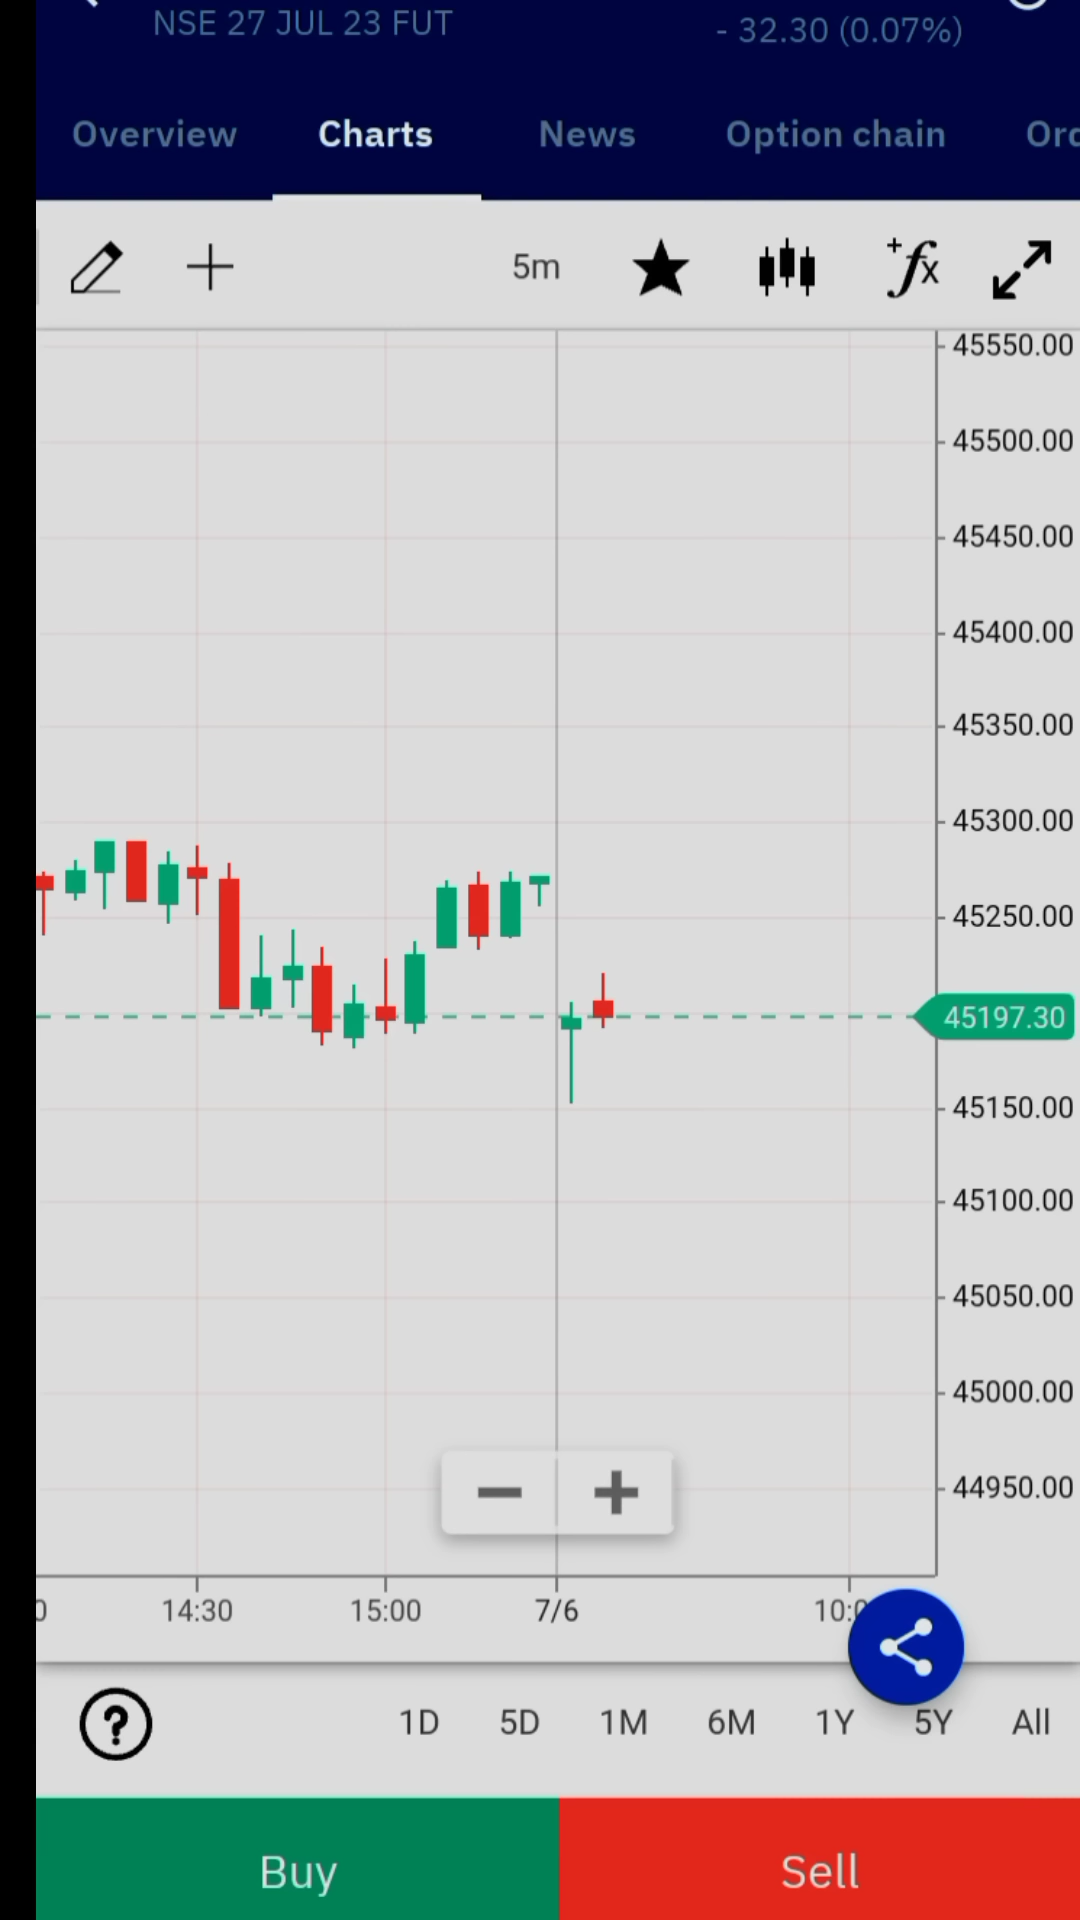 NSE 27 JUL 23 FUT
- 32.30 (0.07%)
Overview Charts News Option chain
5m
45550.00
45500.00
45450.00
45400.00
45350.00
45300.00
45250.00
45197.30
45150.00
45100.00
45050.00
45000.00
44950.00
14:30 15:00 7/6
1D 5D 1M 6M 1Y 5Y All
Buy Sell